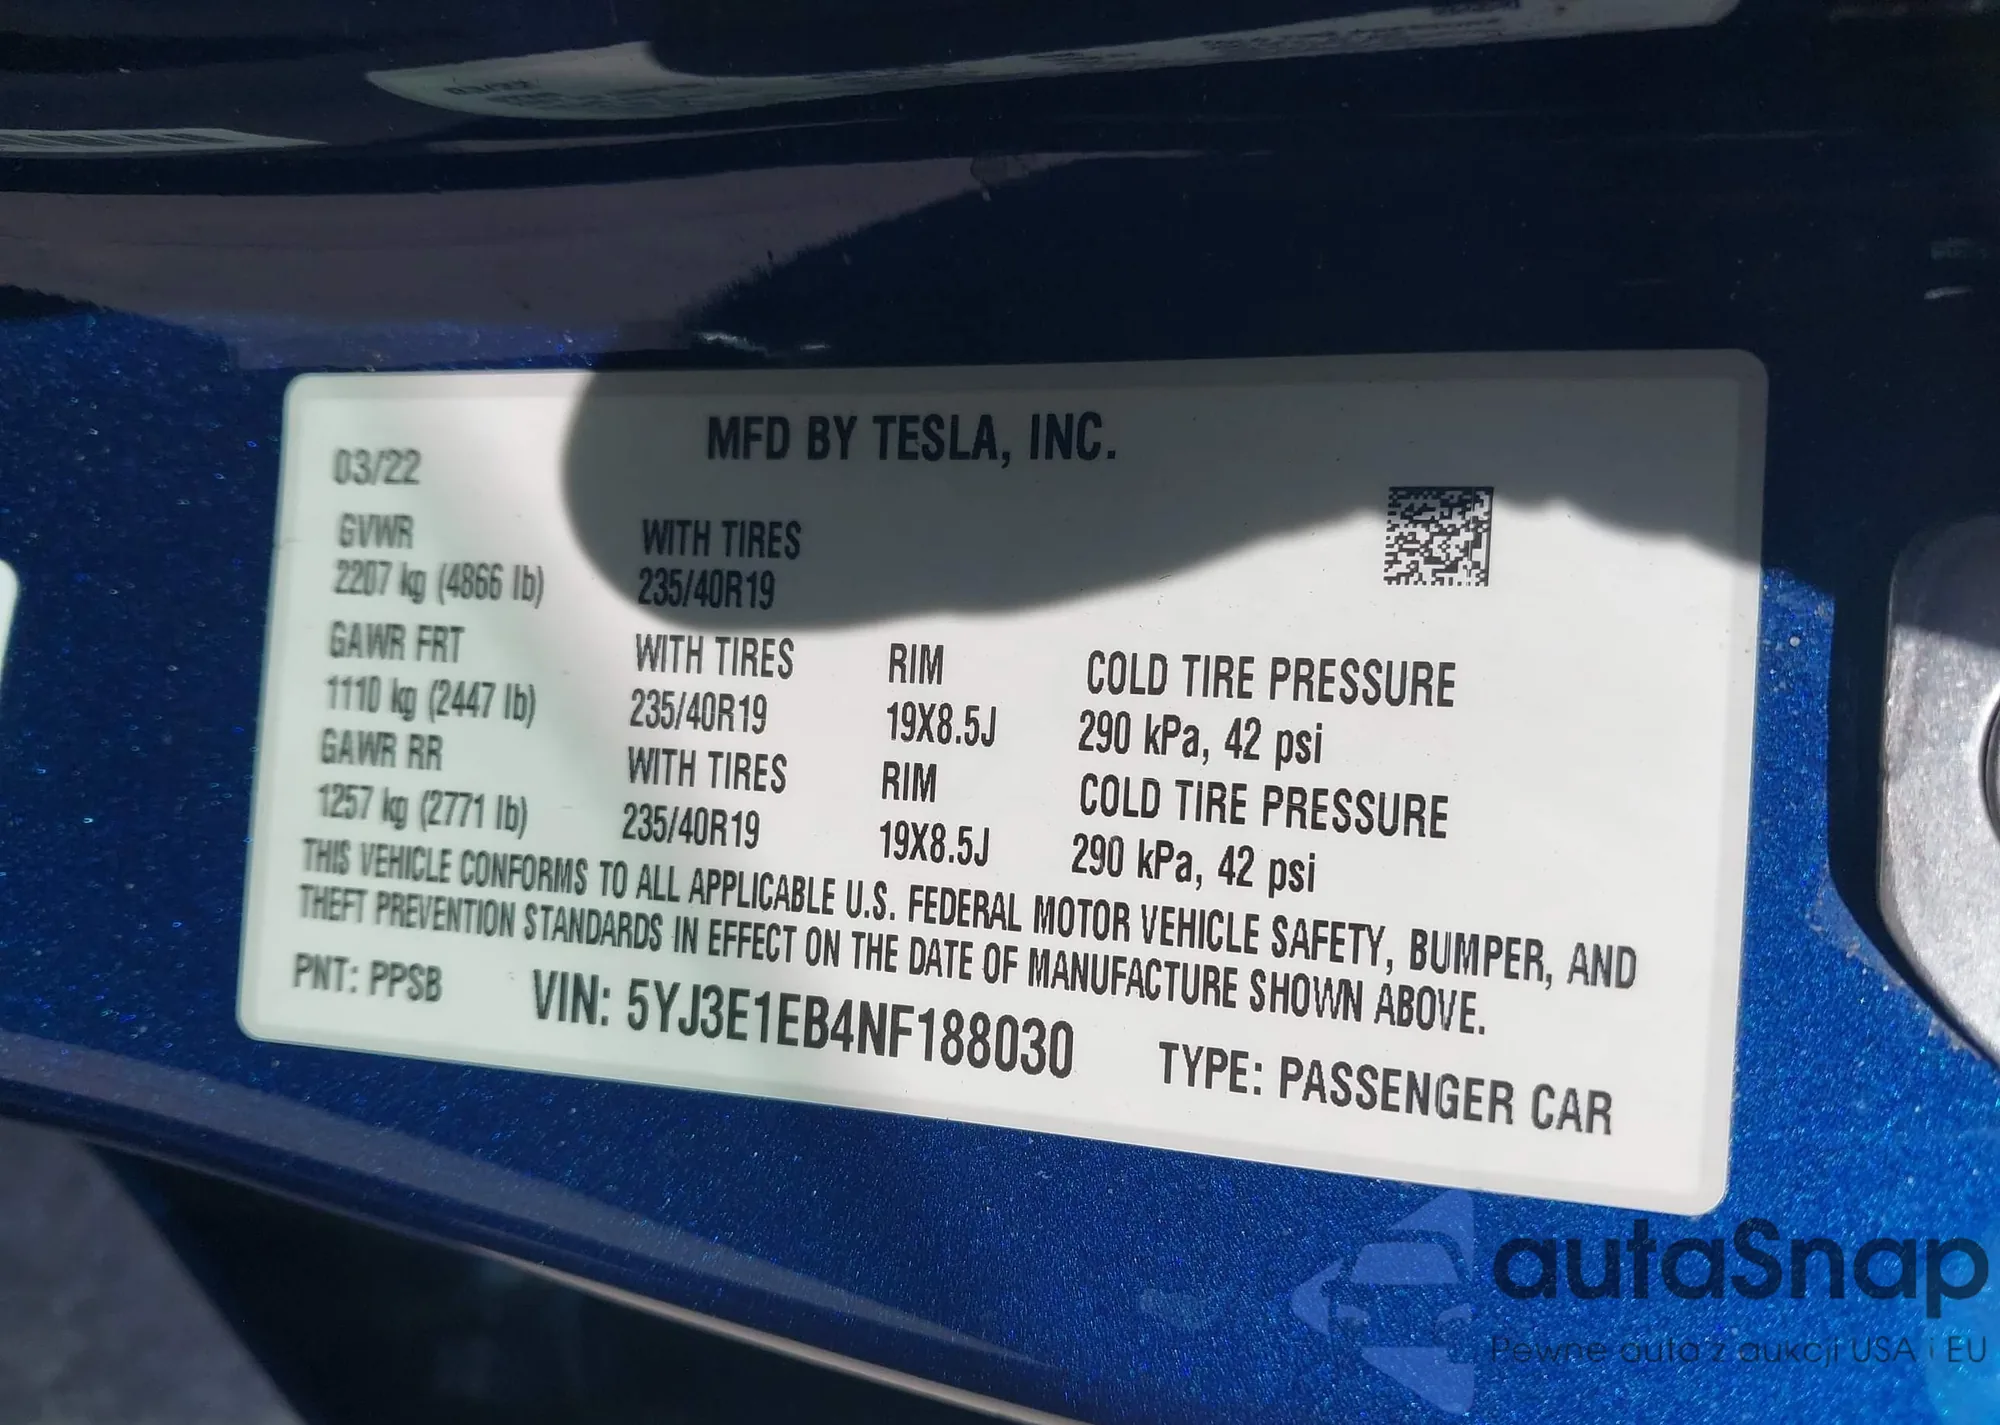 MFD BY TESLA, INC.
03/22
GVWR WITH TIRES
2207 kg (4866 lb) 235/40R19
GAWR FRT WITH TIRES RIM COLD TIRE PRESSURE
1110 kg (2447 lb) 235/40R19 19X8.5J 290 kPa, 42 psi
GAWR RR WITH TIRES RIM COLD TIRE PRESSURE
1257 kg (2771 lb) 235/40R19 19X8.5J 290 kPa, 42 psi
THIS VEHICLE CONFORMS TO ALL APPLICABLE U.S. FEDERAL MOTOR VEHICLE SAFETY, BUMPER, AND
THEFT PREVENTION STANDARDS IN EFFECT ON THE DATE OF MANUFACTURE SHOWN ABOVE.
PNT: PPSB VIN: 5YJ3E1EB4NF188030 TYPE: PASSENGER CAR
autaSnap
Pewne auto z aukcji USA i EU